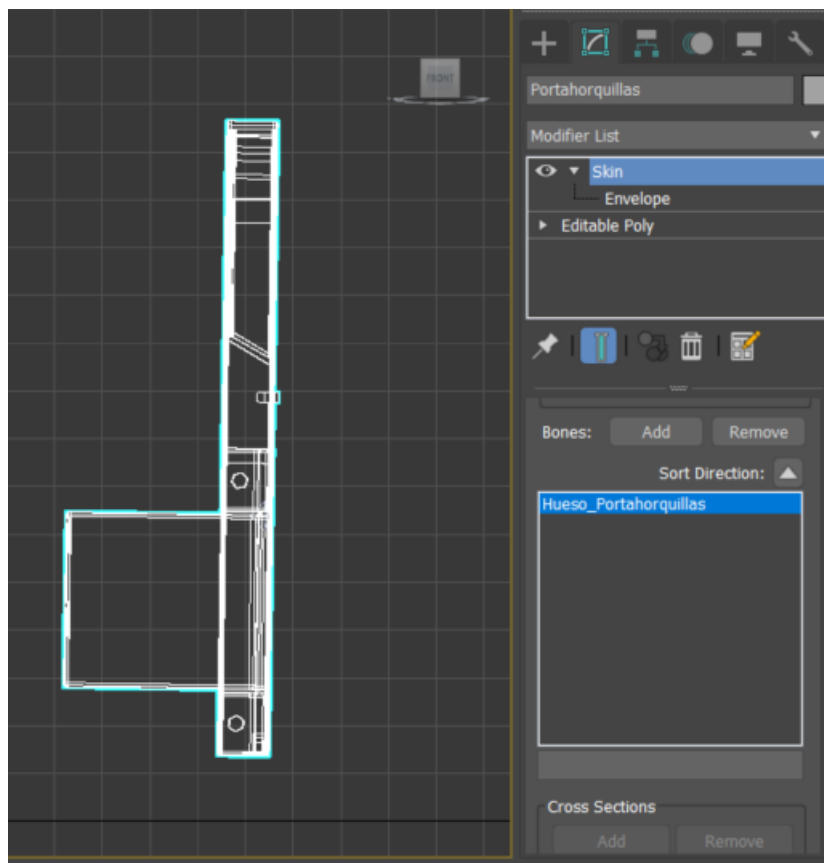 FRONT
Portahorquillas
Modifier List
Skin
Envelope
Editable Poly
Bones: Add Remove
Sort Direction:
Hueso_Portahorquillas
Cross Sections
Add Remove